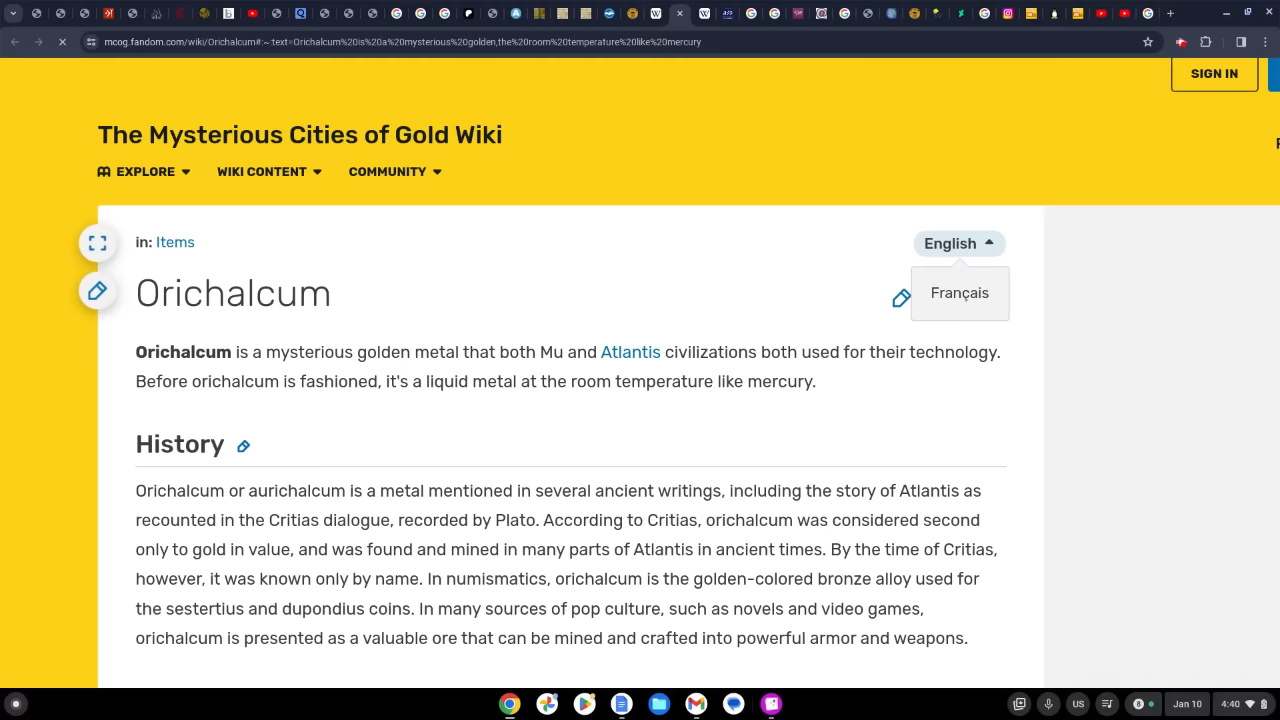 mcog.fandom.com/wiki/Orichalcum#:~:text=Orichalcum%20is%20a%20mysterious%20golden,the%20room%20temperature%20like%20mercury
SIGN IN
The Mysterious Cities of Gold Wiki
EXPLORE WIKI CONTENT COMMUNITY
in: Items
English
Français
Orichalcum
Orichalcum is a mysterious golden metal that both Mu and Atlantis civilizations both used for their technology.
Before orichalcum is fashioned, it's a liquid metal at the room temperature like mercury.
History
Orichalcum or aurichalcum is a metal mentioned in several ancient writings, including the story of Atlantis as
recounted in the Critias dialogue, recorded by Plato. According to Critias, orichalcum was considered second
only to gold in value, and was found and mined in many parts of Atlantis in ancient times. By the time of Critias,
however, it was known only by name. In numismatics, orichalcum is the golden-colored bronze alloy used for
the sestertius and dupondius coins. In many sources of pop culture, such as novels and video games,
orichalcum is presented as a valuable ore that can be mined and crafted into powerful armor and weapons.
US 8 Jan 10 4:40